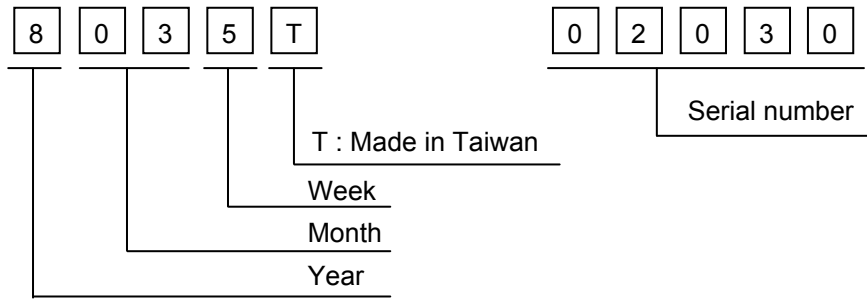 8 0 3 5 T 0 2 0 3 0
Serial number
T : Made in Taiwan
Week
Month
Year